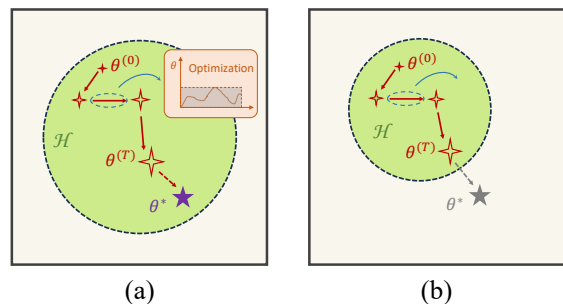 θ^{(0)}
Optimization
θ
ℋ
θ^{(T)}
θ^*
(a)
θ^{(0)}
ℋ
θ^{(T)}
θ^*
(b)